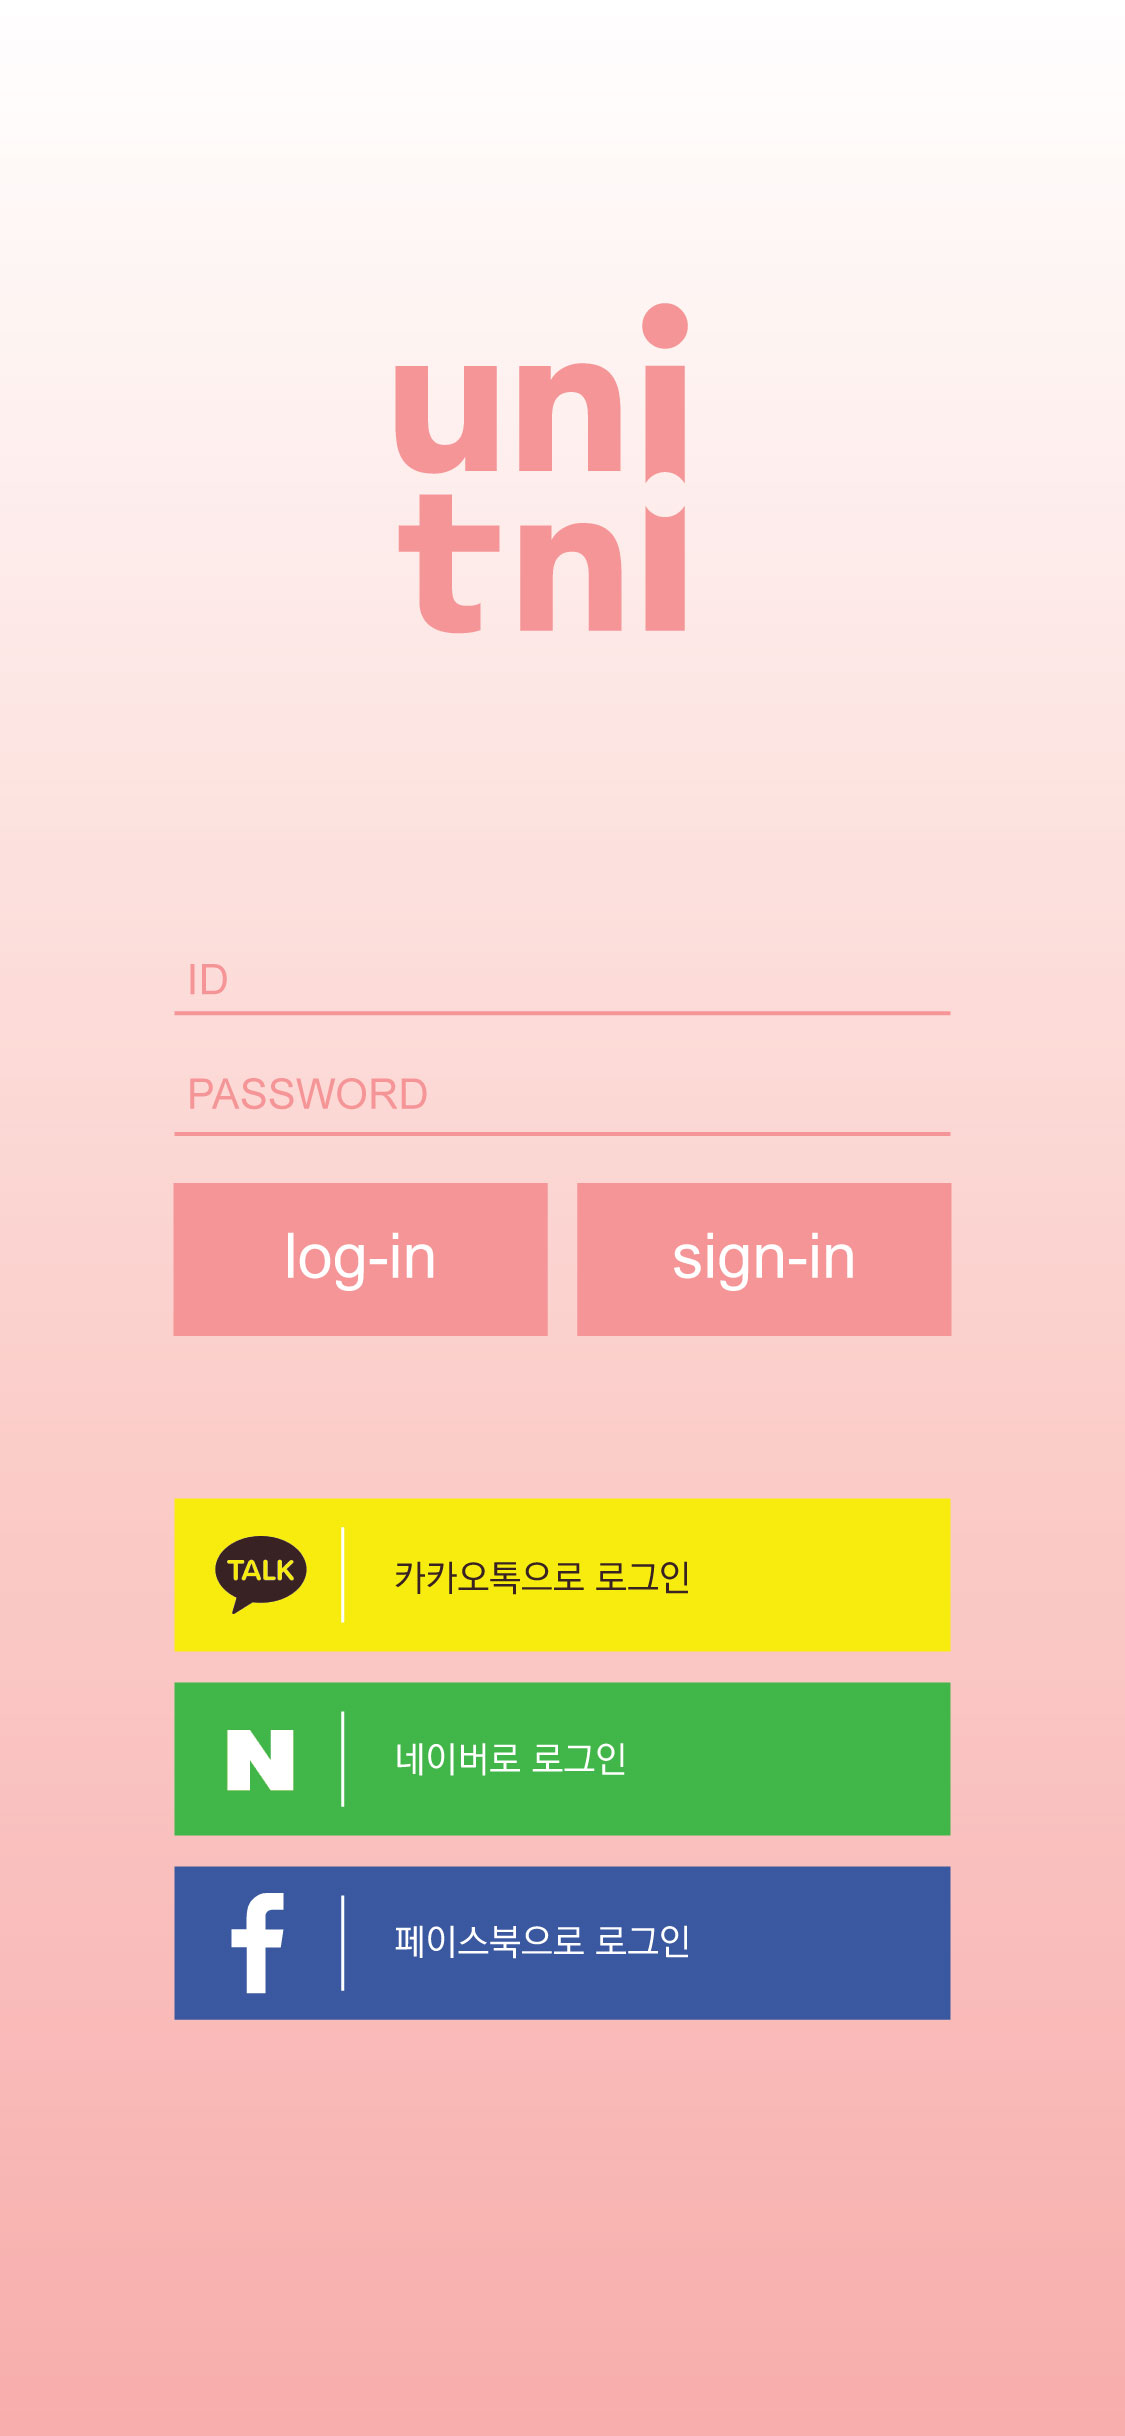 uni
tni
ID
PASSWORD
log-in
sign-in
TALK
카카오톡으로 로그인
N
네이버로 로그인
f
페이스북으로 로그인